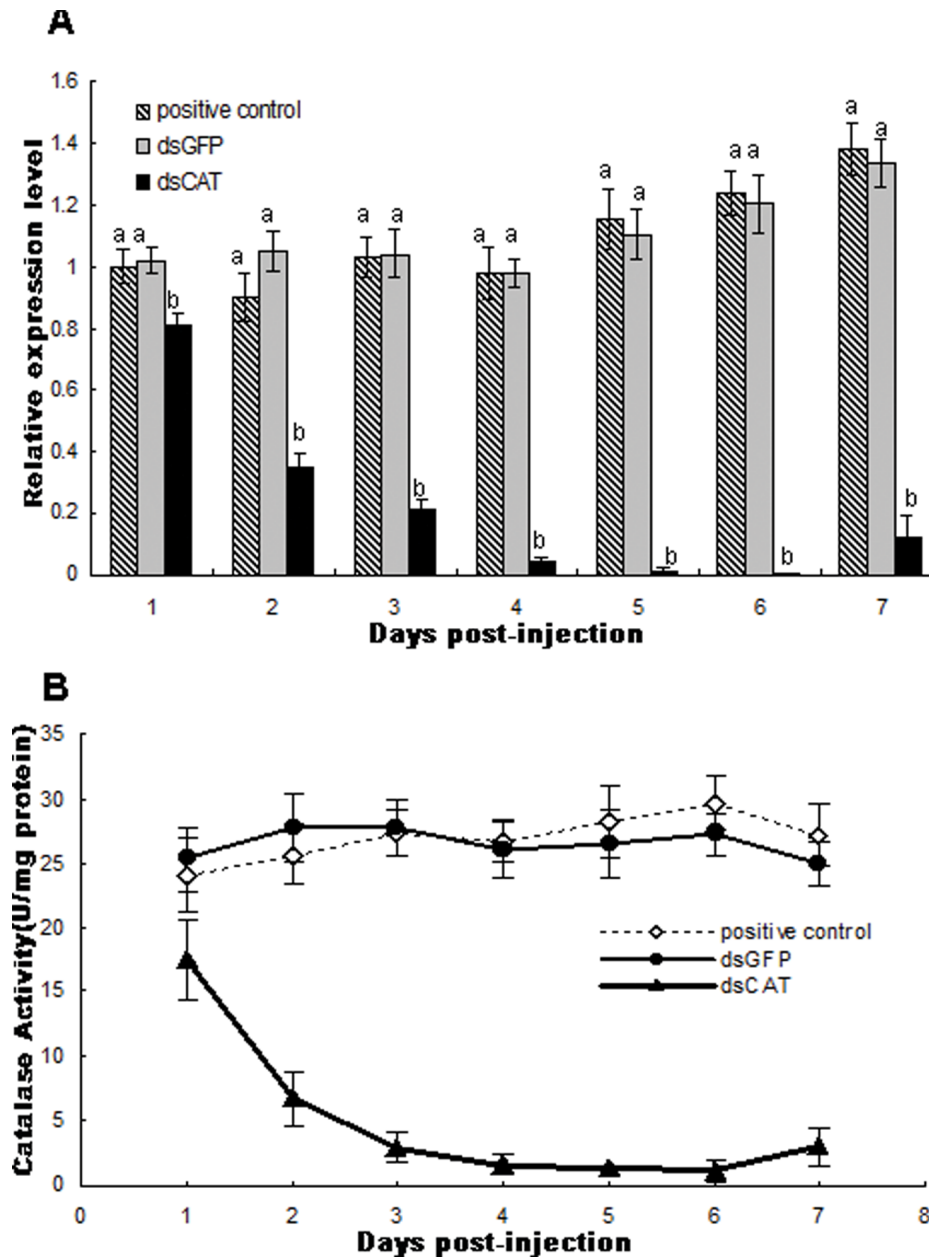 A
Relative expression level
1.6
1.4
1.2
1
0.8
0.6
0.4
0.2
0
positive control
dsGFP
dsCAT
a a b
a a b
a a b
a a b
a a b
a a b
a a b
1 2 3 4 5 6 7
Days post-injection
B
Catalase Activity(U/mg protein)
35
30
25
20
15
10
5
0
positive control
dsGFP
dsCAT
0 1 2 3 4 5 6 7 8
Days post-injection